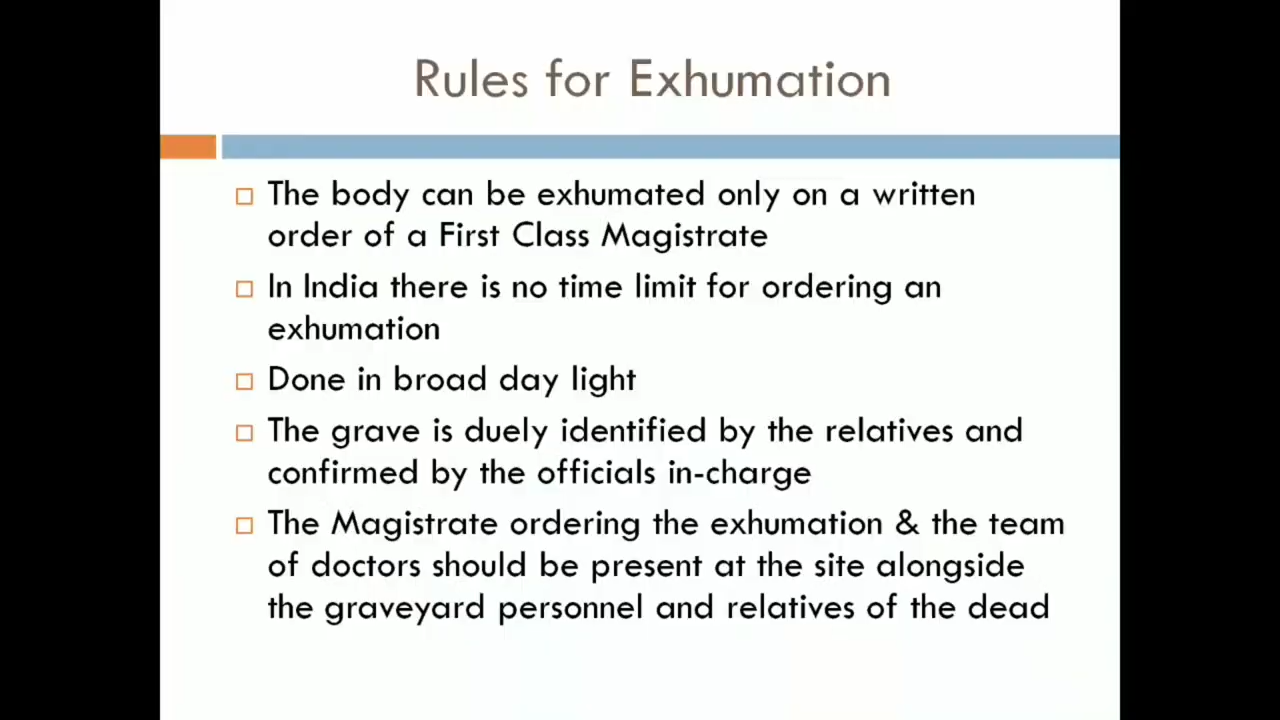 Rules for Exhumation
The body can be exhumated only on a written
order of a First Class Magistrate
In India there is no time limit for ordering an
exhumation
Done in broad day light
The grave is duely identified by the relatives and
confirmed by the officials in-charge
The Magistrate ordering the exhumation & the team
of doctors should be present at the site alongside
the graveyard personnel and relatives of the dead